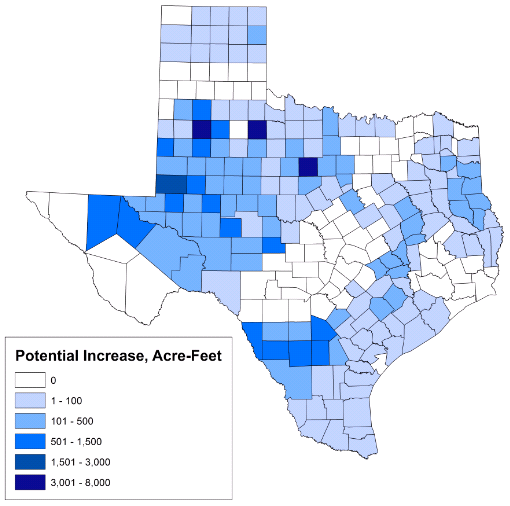 Potential Increase, Acre-Feet
0
1 - 100
101 - 500
501 - 1,500
1,501 - 3,000
3,001 - 8,000